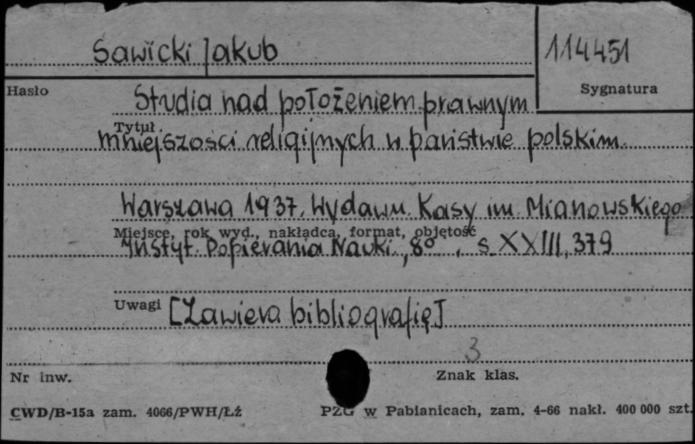 Sawicki Jakub
114451
Hasło
Sygnatura
Studia nad położeniem prawnym
Tytuł
mniejszości religijnych w państwie polskim.
Warszawa 1937. Wydawn. Kasy im. Mianowskiego
Miejsce, rok wyd., nakładca, format, objętość
Instyt. Popierania Nauki, 8º, s. XXIII, 379
Uwagi [Zawiera bibliografię]
3
Nr inw.
Znak klas.
CWD/B-15a zam. 4066/PWH/Łź
PZG w Pabianicach, zam. 4-66 nakł. 400 000 szt.